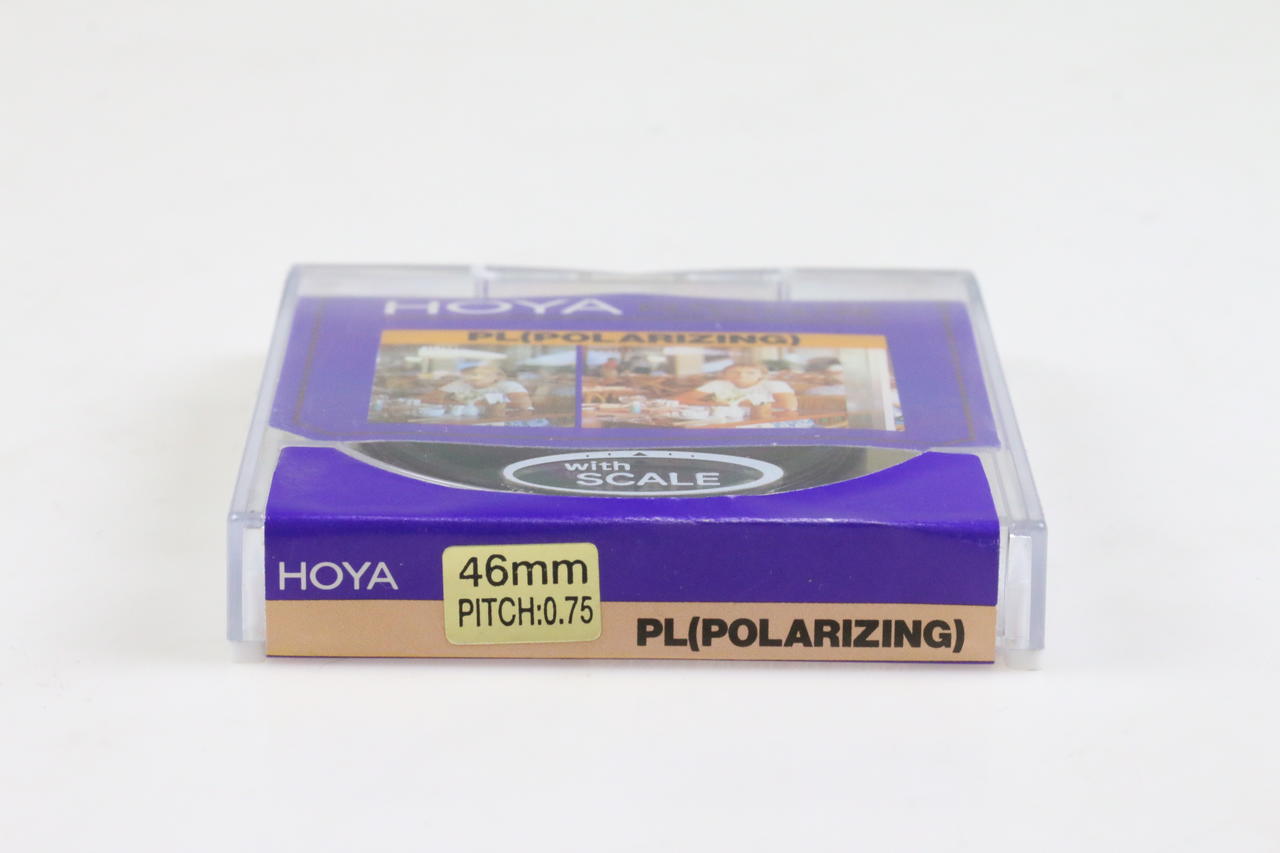 HOYA
PL(POLARIZING)
with
SCALE
HOYA
46mm
PITCH:0.75
PL(POLARIZING)